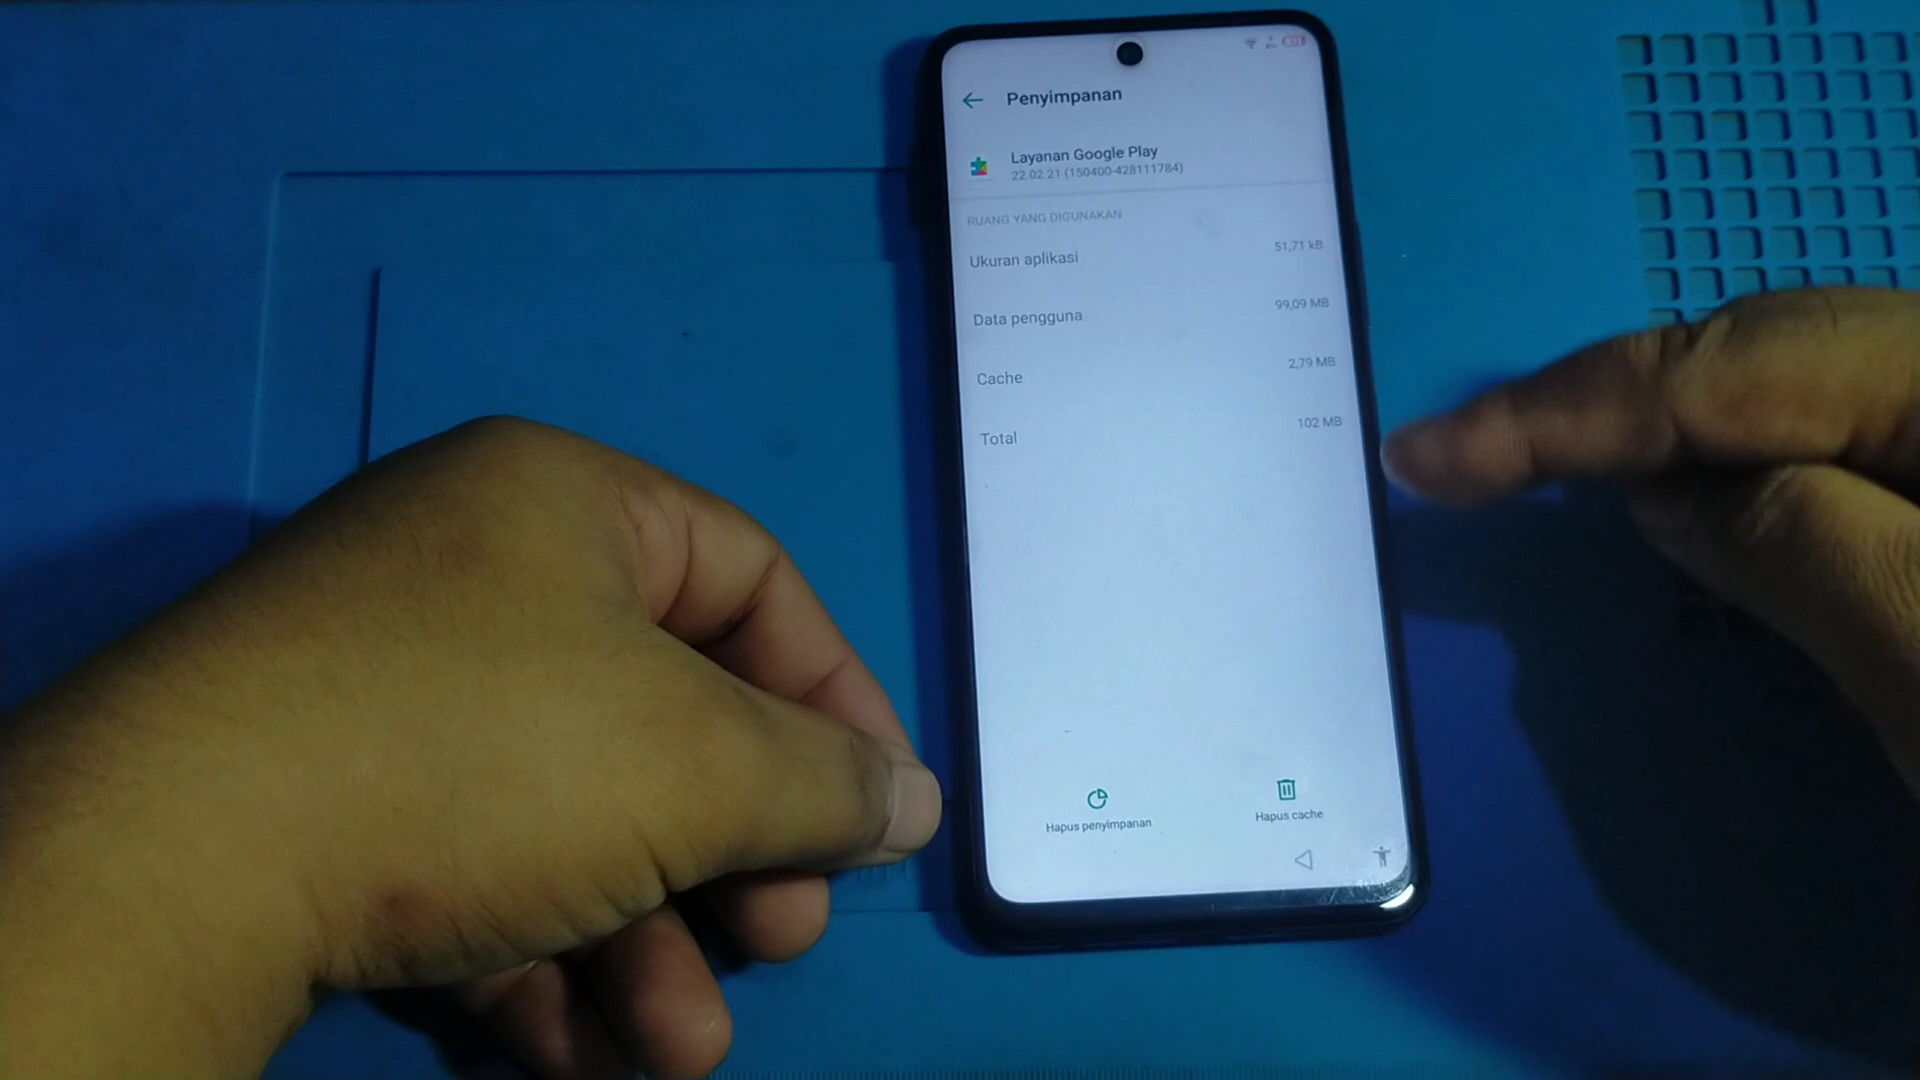 Penyimpanan
Layanan Google Play
22.02.21 (150400-428111784)
RUANG YANG DIGUNAKAN
Ukuran aplikasi
51,71 kB
Data pengguna
99,09 MB
Cache
2,79 MB
Total
102 MB
Hapus penyimpanan
Hapus cache